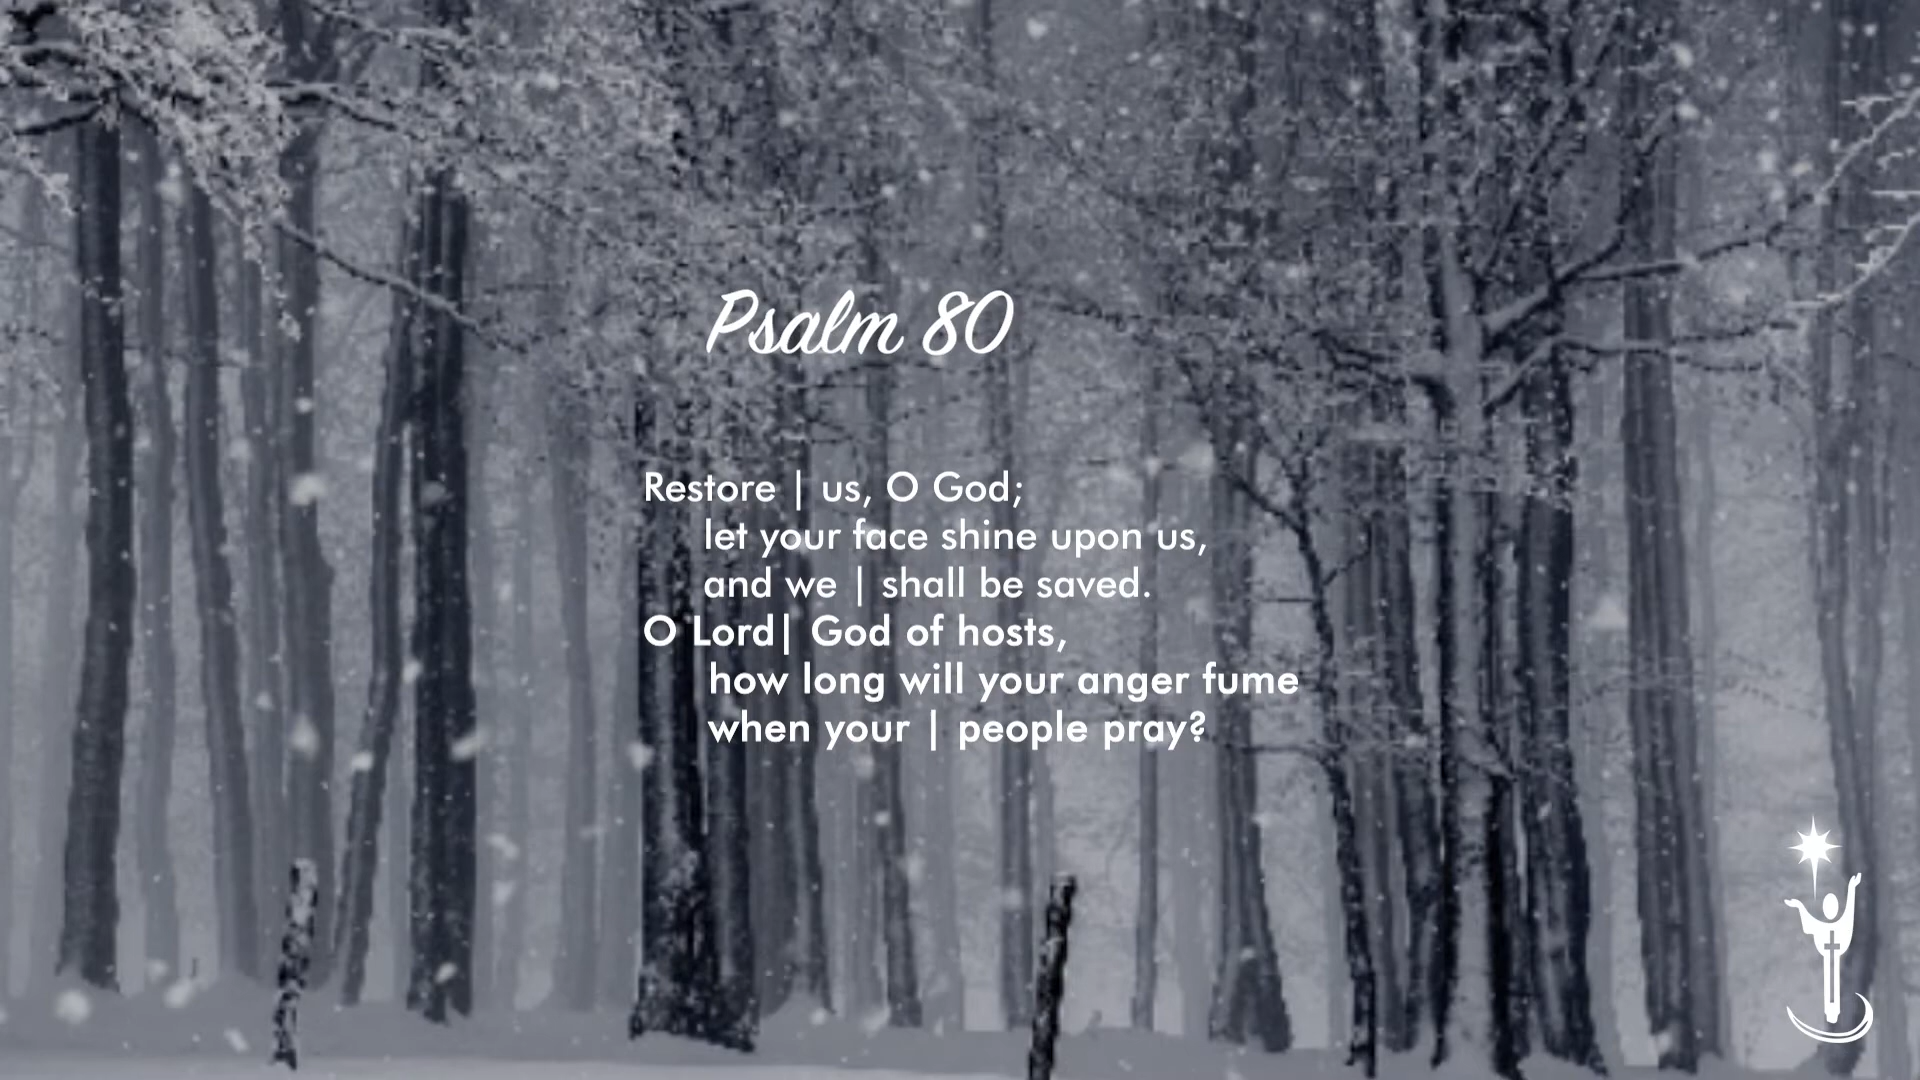 Psalm 80
Restore | us, O God;
let your face shine upon us,
and we | shall be saved.
O Lord| God of hosts,
how long will your anger fume
when your | people pray?